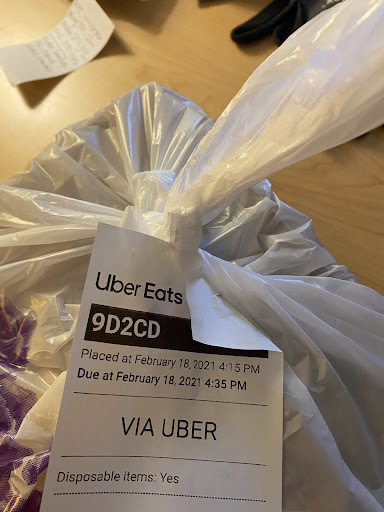 Uber Eats
9D2CD
Placed at February 18, 2021 4:15 PM
Due at February 18, 2021 4:35 PM
VIA UBER
Disposable items: Yes